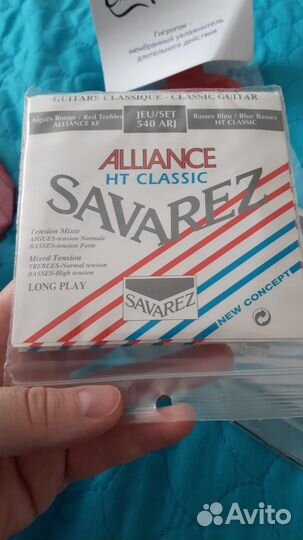 Гигропак -
мембранный увлажнитель
длительного действия
GUITARE CLASSIQUE - CLASSIC GUITAR
Aiguës Rouge / Red Trebles
ALLIANCE KF
JEU/SET
540 ARJ
Basses Bleu / Blue Basses
HT CLASSIC
ALLIANCE
HT CLASSIC
SAVAREZ
Tension Mixte
AIGUES-tension Normale
BASSES-tension Forte
Mixed Tension
TREBLES-Normal tension
BASSES-High tension
LONG PLAY
SAVAREZ
NEW CONCEPT
Avito